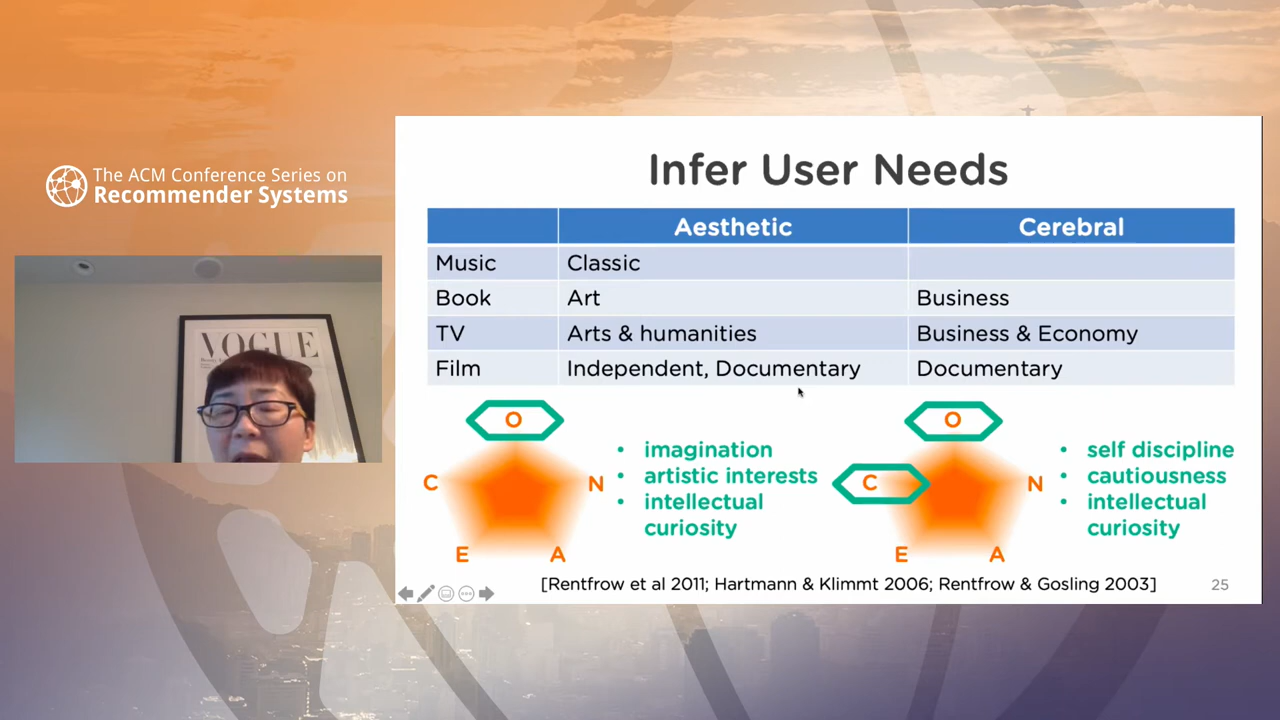 The ACM Conference Series on
Recommender Systems
VOGUE
Infer User Needs
Aesthetic Cerebral
Music Classic
Book Art Business
TV Arts & humanities Business & Economy
Film Independent, Documentary Documentary
O
C
N
E
A
• imagination
• artistic interests
• intellectual
curiosity
O
C
N
E
A
• self discipline
• cautiousness
• intellectual
curiosity
[Rentfrow et al 2011; Hartmann & Klimmt 2006; Rentfrow & Gosling 2003]
25